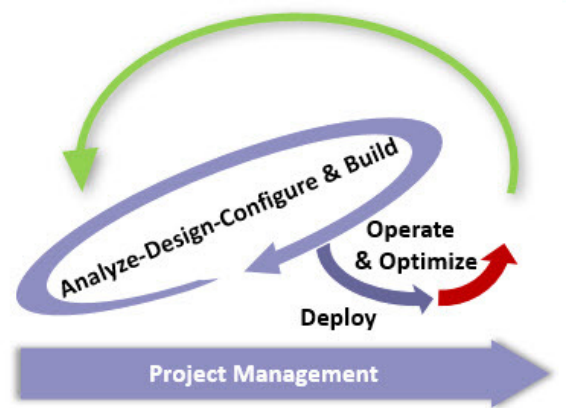 Analyze-Design-Configure & Build
Operate
& Optimize
Deploy
Project Management